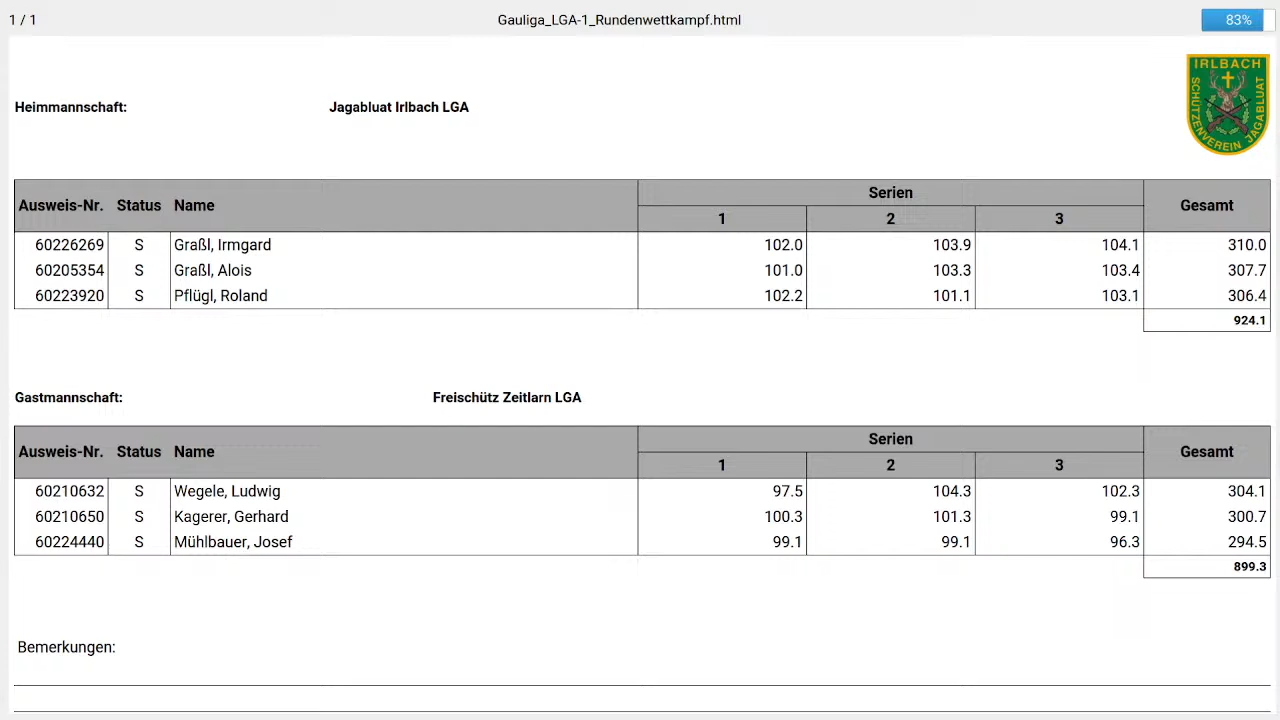 1 / 1 Gauliga_LGA-1_Rundenwettkampf.html 83%
IRLBACH
SCHÜTZENVEREIN JAGABLUAT
Heimmannschaft: Jagabluat Irlbach LGA
Ausweis-Nr. Status Name Serien Gesamt
1 2 3
60226269 S Graßl, Irmgard 102.0 103.9 104.1 310.0
60205354 S Graßl, Alois 101.0 103.3 103.4 307.7
60223920 S Pflügl, Roland 102.2 101.1 103.1 306.4
924.1
Gastmannschaft: Freischütz Zeitlarn LGA
Ausweis-Nr. Status Name Serien Gesamt
1 2 3
60210632 S Wegele, Ludwig 97.5 104.3 102.3 304.1
60210650 S Kagerer, Gerhard 100.3 101.3 99.1 300.7
60224440 S Mühlbauer, Josef 99.1 99.1 96.3 294.5
899.3
Bemerkungen: